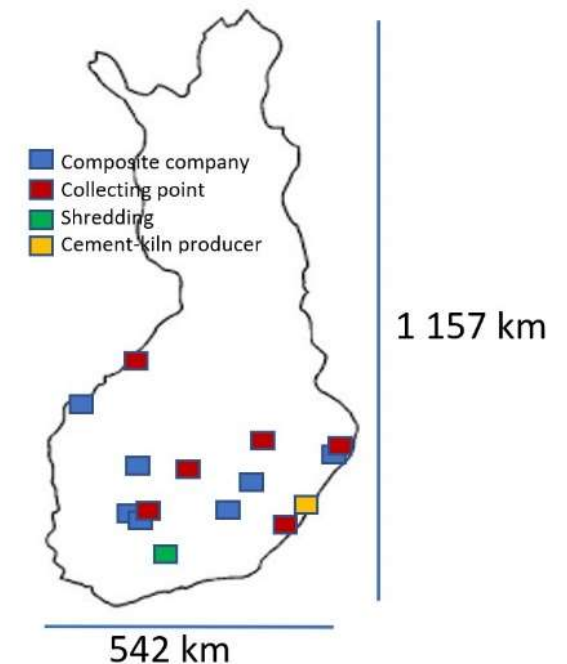 Composite company
Collecting point
Shredding
Cement-kiln producer
1 157 km
542 km